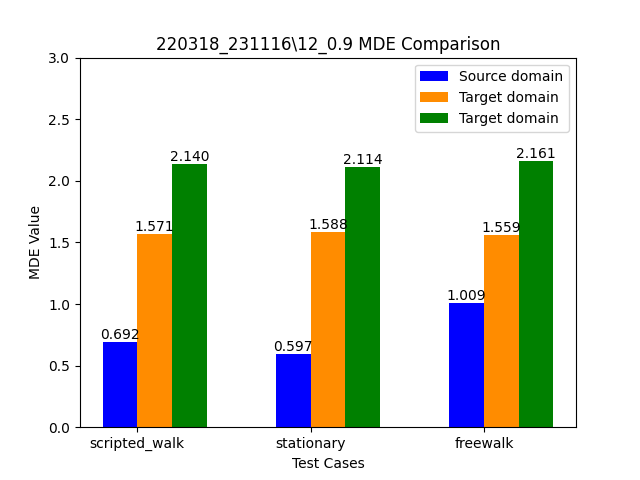 220318_231116\12_0.9 MDE Comparison
Source domain
Target domain
Target domain
3.0
2.5
2.0
1.5
1.0
0.5
0.0
MDE Value
0.692
1.571
2.140
0.597
1.588
2.114
1.009
1.559
2.161
scripted_walk
stationary
freewalk
Test Cases